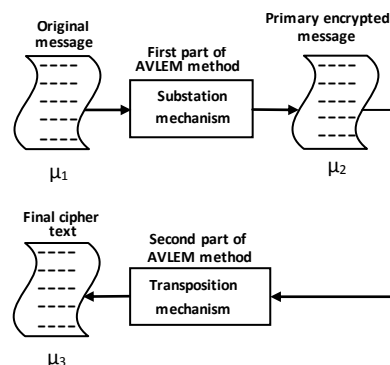 Original
message
First part of
AVLEM method
Primary encrypted
message
Substation
mechanism
μ1
μ2
Final cipher
text
Second part of
AVLEM method
Transposition
mechanism
μ3